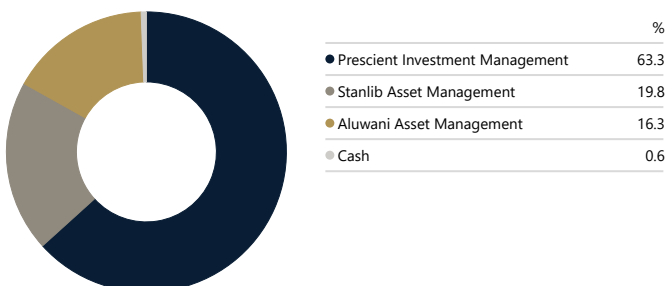 %
Prescient Investment Management 63.3
Stanlib Asset Management 19.8
Aluwani Asset Management 16.3
Cash 0.6